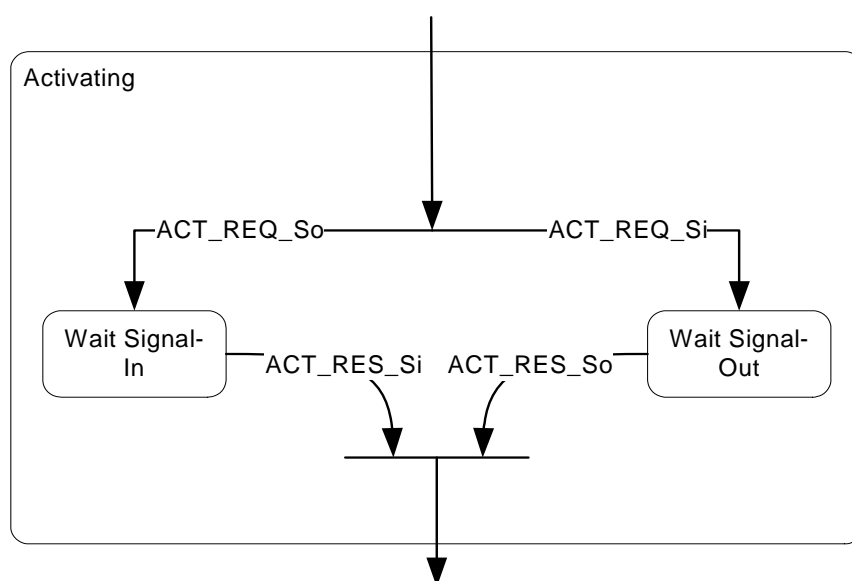 Activating
ACT_REQ_So
ACT_REQ_Si
Wait Signal-
In
Wait Signal-
Out
ACT_RES_Si
ACT_RES_So